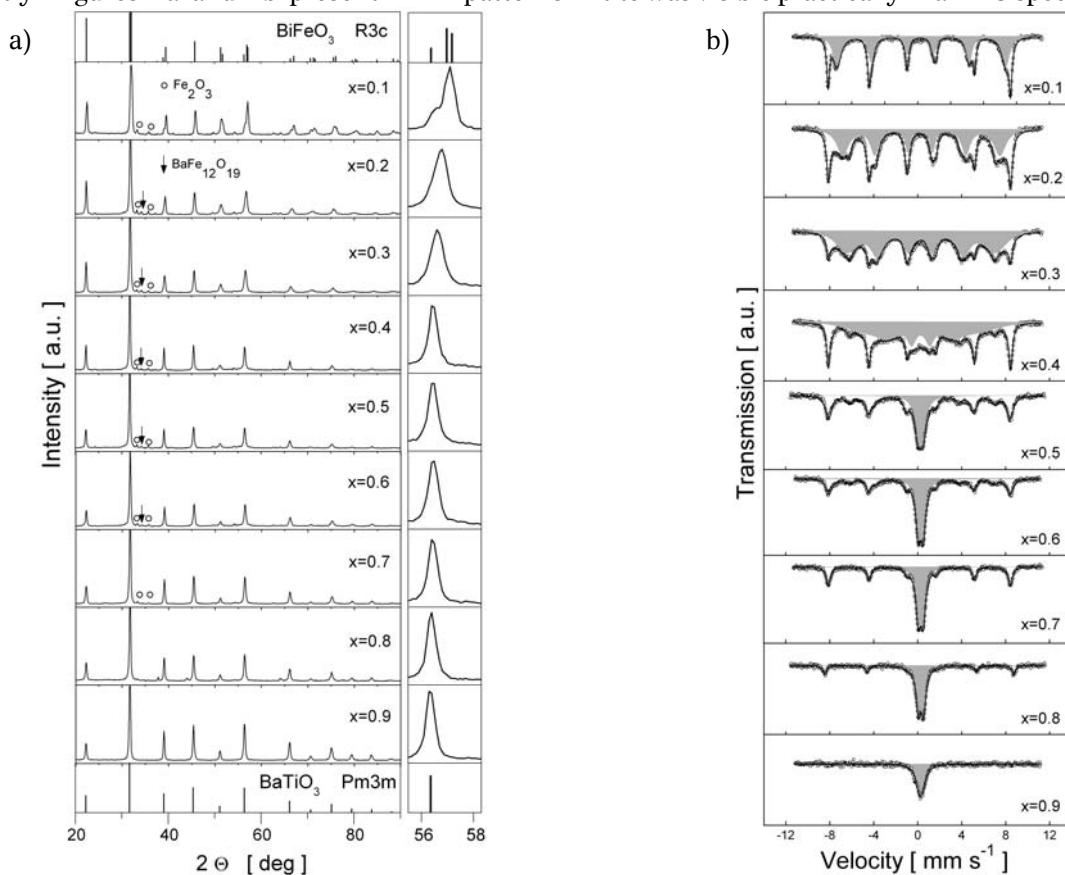 a)
BiFeO3 R3c
x=0.1
Fe2O3
x=0.2
BaFe12O19
x=0.3
x=0.4
x=0.5
x=0.6
x=0.7
x=0.8
x=0.9
BaTiO3 Pm3m
20 40 60 80
56 58
2 Θ [ deg ]
Intensity [ a.u. ]
b)
x=0.1
x=0.2
x=0.3
x=0.4
x=0.5
x=0.6
x=0.7
x=0.8
x=0.9
-12 -8 -4 0 4 8 12
Velocity [ mm s-1 ]
Transmission [ a.u. ]